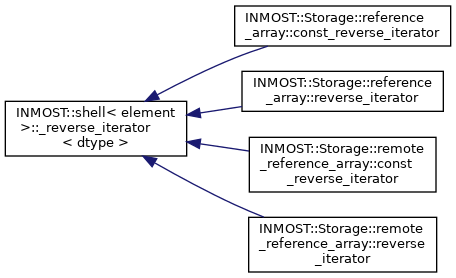 INMOST::Storage::reference
_array::const_reverse_iterator
INMOST::Storage::reference
_array::reverse_iterator
INMOST::shell< element
>::_reverse_iterator
< dtype >
INMOST::Storage::remote
_reference_array::const
_reverse_iterator
INMOST::Storage::remote
_reference_array::reverse
_iterator